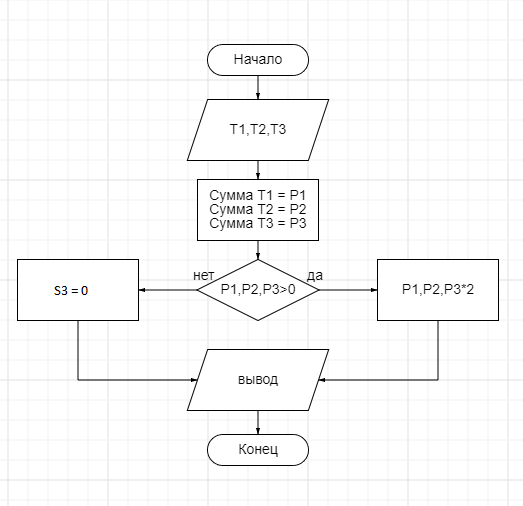 Начало
T1,T2,T3
Сумма T1 = P1
Сумма T2 = P2
Сумма T3 = P3
нет
да
S3 = 0
P1,P2,P3>0
P1,P2,P3*2
вывод
Конец